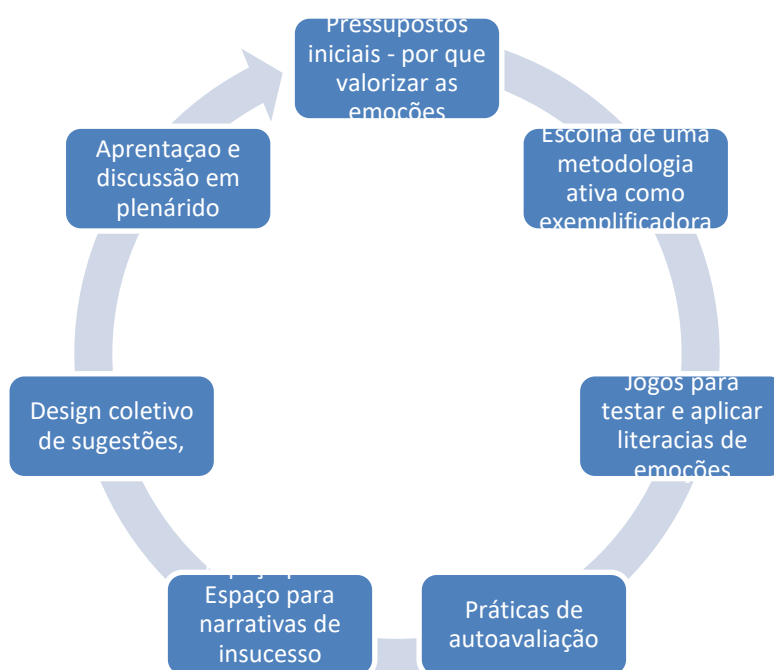 Pressupostos
iniciais - por que
valorizar as
emoções
Escolha de uma
metodologia
ativa como
exemplificadora
Jogos para
testar e aplicar
literacias de
emoções
Práticas de
autoavaliação
Espaço para
narrativas de
insucesso
Design coletivo
de sugestões,
Aprentaçao e
discussão em
plenárido